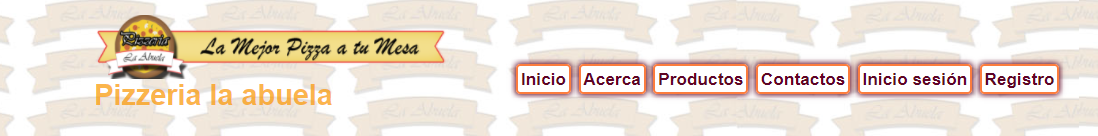 Pizzeria
La Abuela
La Mejor Pizza a tu Mesa
Pizzeria la abuela
Inicio Acerca Productos Contactos Inicio sesión Registro